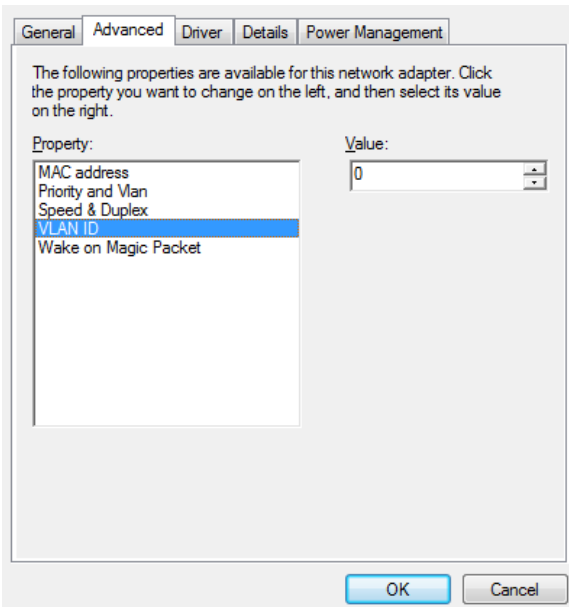 General Advanced Driver Details Power Management
The following properties are available for this network adapter. Click
the property you want to change on the left, and then select its value
on the right.
Property: Value:
MAC address 0
Priority and Vlan
Speed & Duplex
VLAN ID
Wake on Magic Packet
OK Cancel